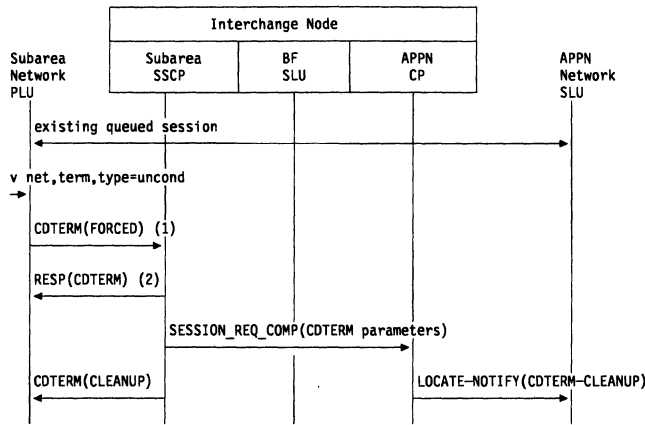 Interchange Node
Subarea
Network
PLU
Subarea
SSCP
BF
SLU
APPN
CP
APPN
Network
SLU
existing queued session
v net,term,type=uncond
CDTERM(FORCED) (1)
RESP(CDTERM) (2)
SESSION_REQ_COMP(CDTERM parameters)
CDTERM(CLEANUP)
LOCATE—NOTIFY(CDTERM—CLEANUP)